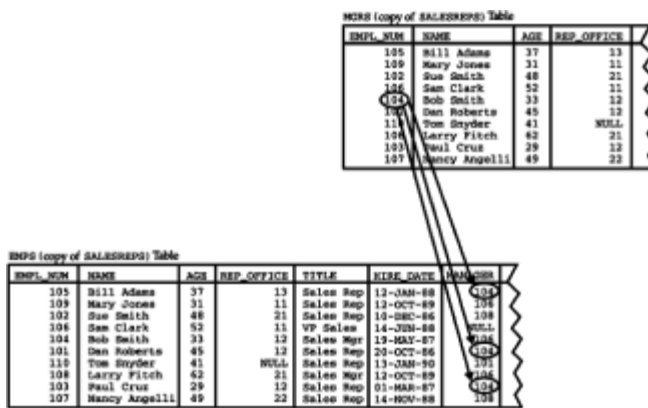 MGRS (copy of SALESREPS) Table
EMPL_NUM NAME AGE REP_OFFICE
105 Bill Adams 37 13
109 Mary Jones 31 11
102 Sue Smith 48 21
106 Sam Clark 52 11
104 Bob Smith 33 12
Dan Roberts 45 12
Tom Snyder 41 NULL
108 Larry Fitch 62 21
103 Paul Cruz 29 12
107 Nancy Angelli 49 22
EMPS (copy of SALESREPS) Table
EMPL_NUM NAME AGE REP_OFFICE TITLE HIRE_DATE MANAGER
105 Bill Adams 37 13 Sales Rep 12-JAN-88 104
109 Mary Jones 31 11 Sales Rep 12-OCT-89 106
102 Sue Smith 48 21 Sales Rep 10-DEC-86 108
106 Sam Clark 52 11 VP Sales 14-JUN-88 NULL
104 Bob Smith 33 12 Sales Mgr 19-MAY-87 106
101 Dan Roberts 45 12 Sales Rep 20-OCT-86 104
110 Tom Snyder 41 NULL Sales Rep 13-JAN-90 101
108 Larry Fitch 62 21 Sales Mgr 12-OCT-89 106
103 Paul Cruz 29 12 Sales Rep 01-MAR-87 104
107 Nancy Angelli 49 22 Sales Rep 14-NOV-88 108